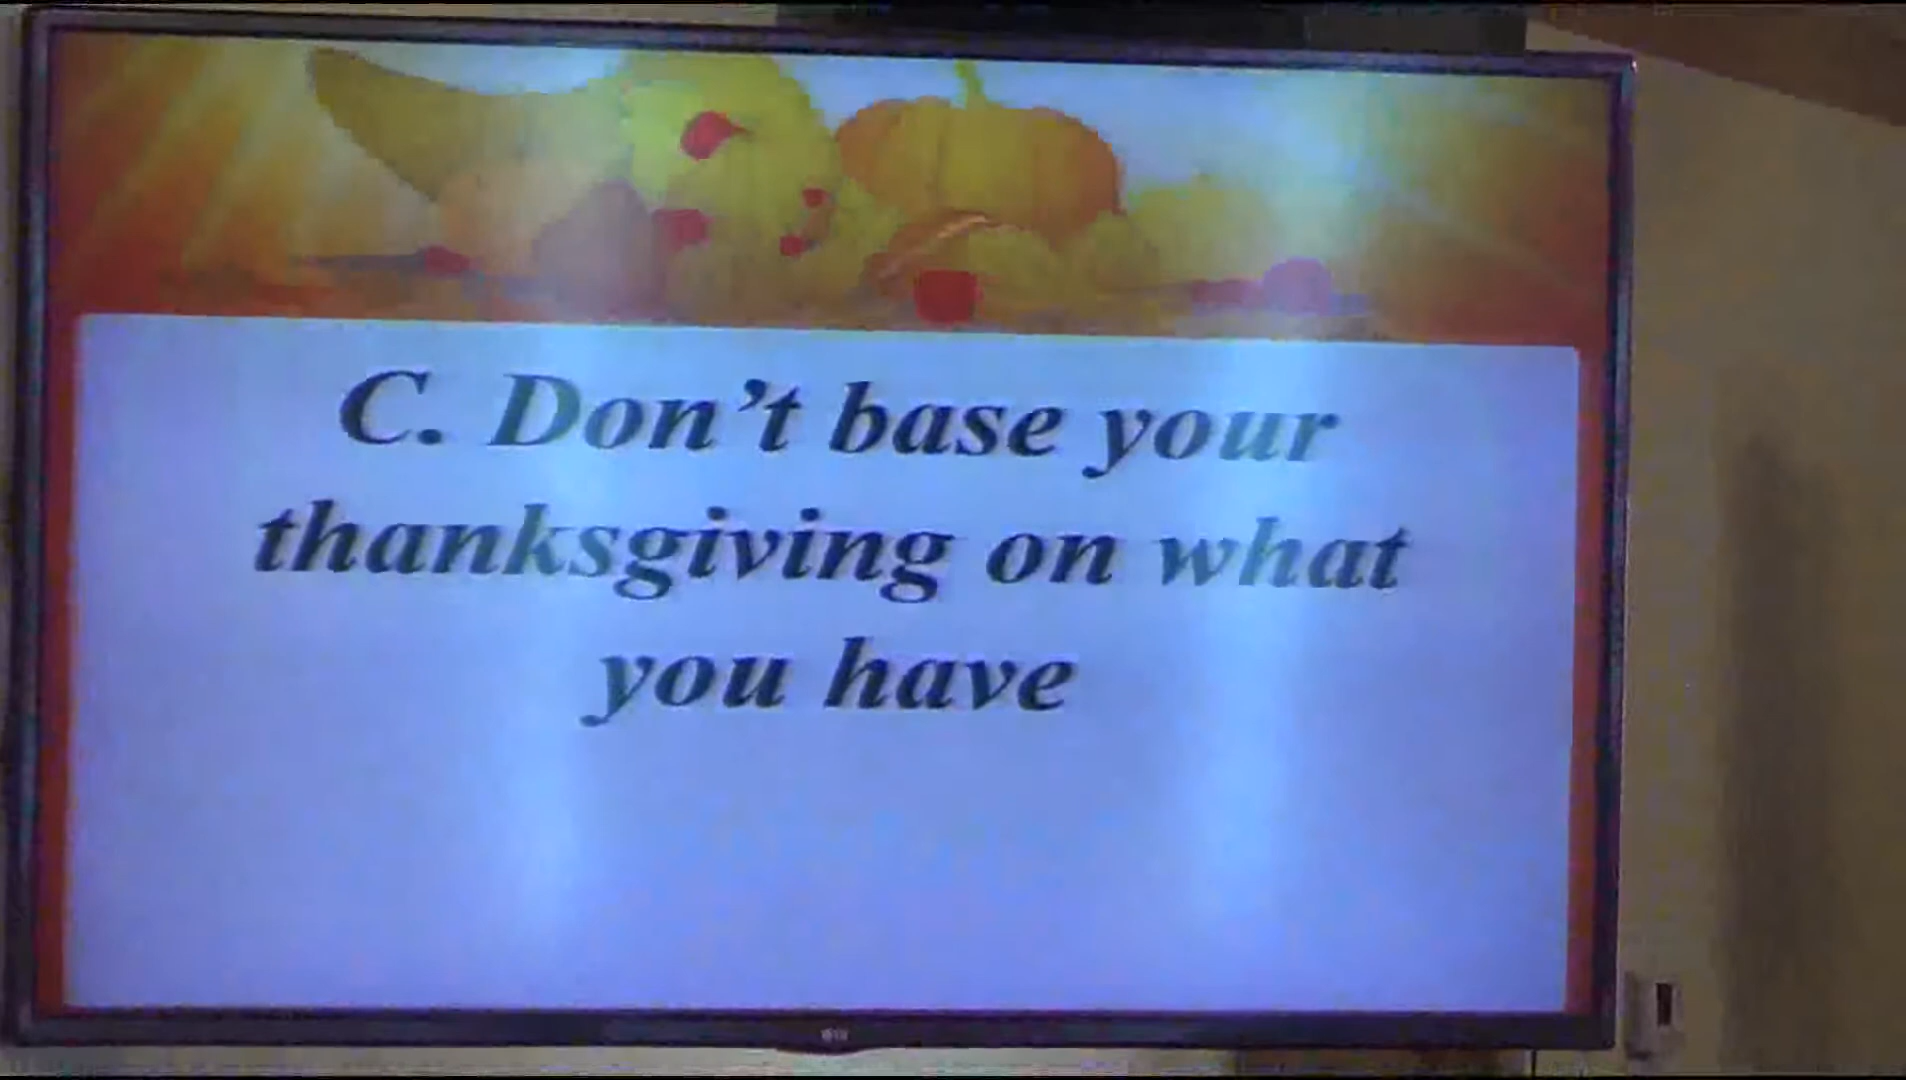 C. Don’t base your
thanksgiving on what
you have